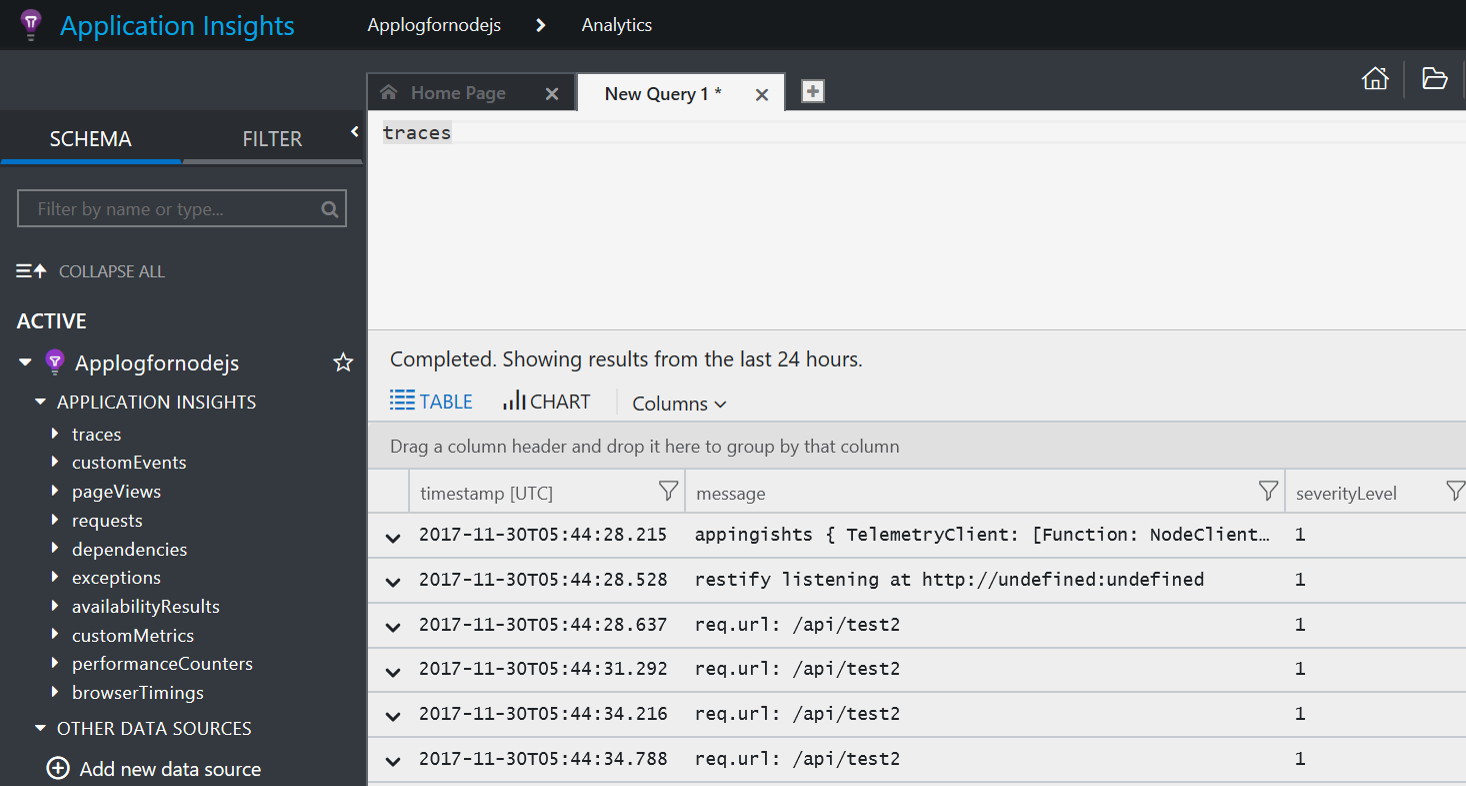 Application Insights
Applogfornodejs
Analytics
Home Page
New Query 1 *
SCHEMA
FILTER
Filter by name or type...
COLLAPSE ALL
ACTIVE
Applogfornodejs
APPLICATION INSIGHTS
traces
customEvents
pageViews
requests
dependencies
exceptions
availabilityResults
customMetrics
performanceCounters
browserTimings
OTHER DATA SOURCES
Add new data source
traces
Completed. Showing results from the last 24 hours.
TABLE CHART Columns
Drag a column header and drop it here to group by that column
timestamp [UTC] message severityLevel
2017-11-30T05:44:28.215 appingishts { TelemetryClient: [Function: NodeClient… 1
2017-11-30T05:44:28.528 restify listening at http://undefined:undefined 1
2017-11-30T05:44:28.637 req.url: /api/test2 1
2017-11-30T05:44:31.292 req.url: /api/test2 1
2017-11-30T05:44:34.216 req.url: /api/test2 1
2017-11-30T05:44:34.788 req.url: /api/test2 1